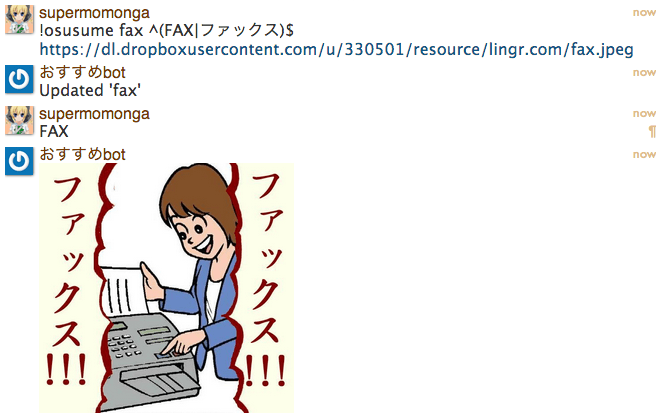 supermomonga now
!osusume fax ^(FAX|ファックス)$
https://dl.dropboxusercontent.com/u/330501/resource/lingr.com/fax.jpeg
おすすめbot now
Updated 'fax'
supermomonga now
FAX ¶
おすすめbot now
ファックス!!!
ファックス!!!